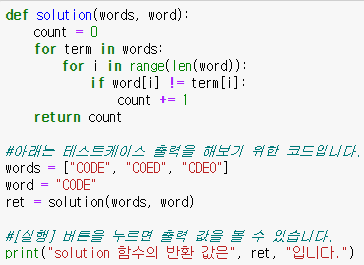 def solution(words, word):
    count = 0
    for term in words:
        for i in range(len(word)):
            if word[i] != term[i]:
                count += 1
    return count

#아래는 테스트케이스 출력을 해보기 위한 코드입니다.
words = ["CODE", "COED", "CDEO"]
word = "CODE"
ret = solution(words, word)

#[실행] 버튼을 누르면 출력 값을 볼 수 있습니다.
print("solution 함수의 반환 값은", ret, "입니다.")